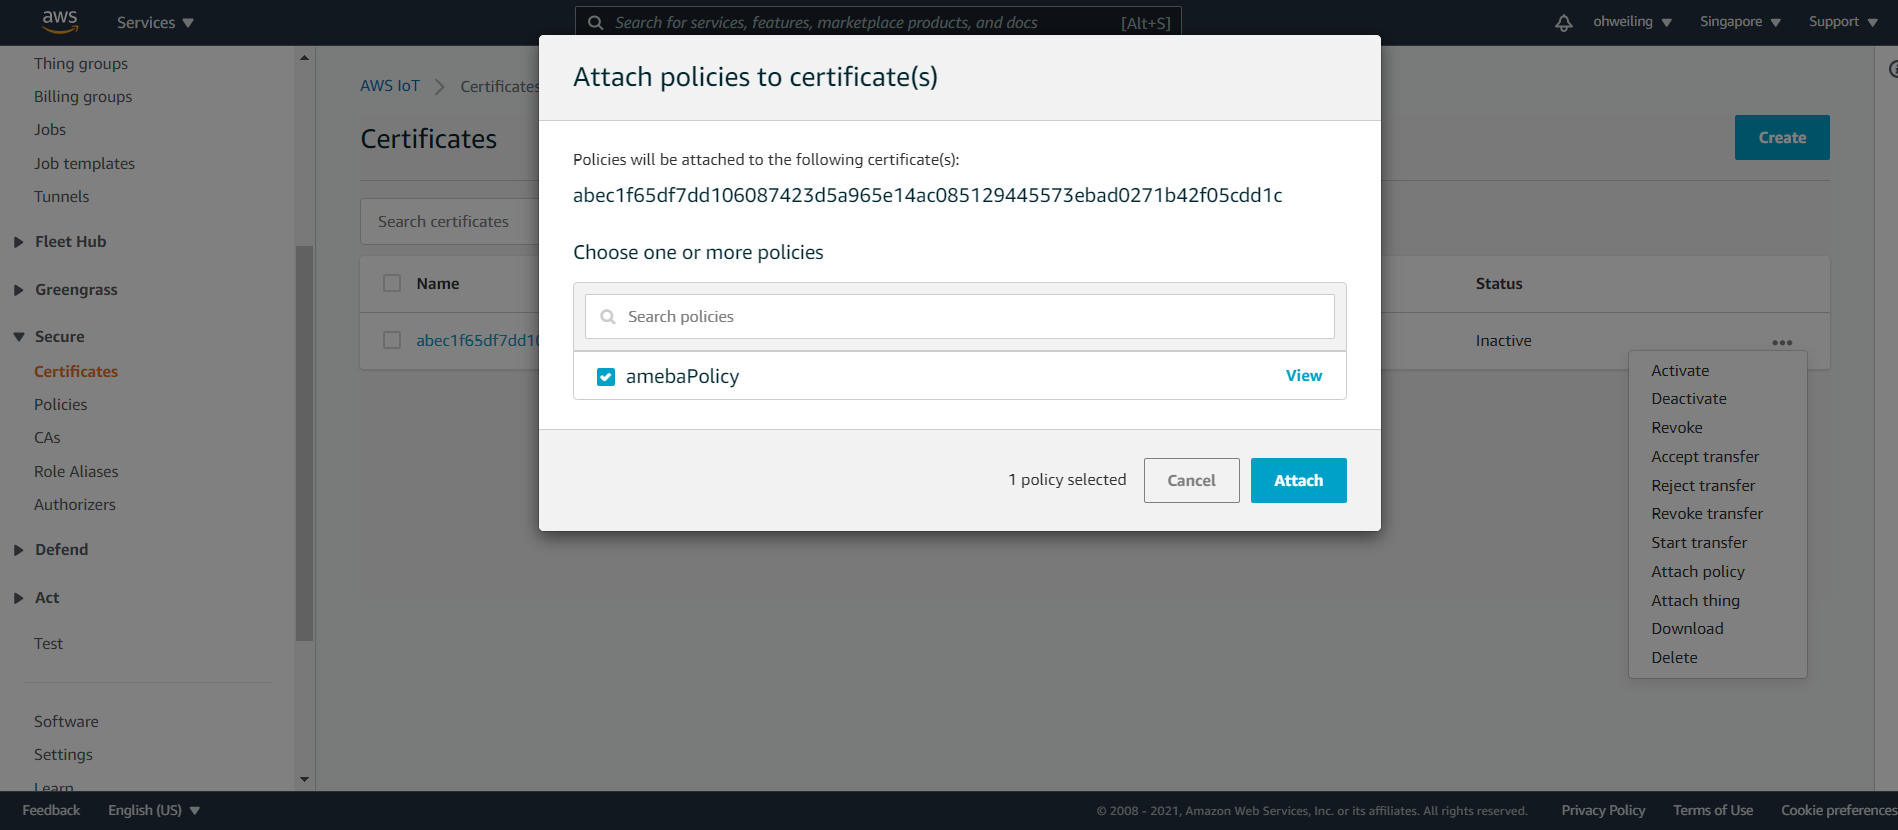 aws
Services
Search for services, features, marketplace products, and docs [Alt+S]
ohweiling
Singapore
Support
Thing groups
Billing groups
Jobs
Job templates
Tunnels
Fleet Hub
Greengrass
Secure
Certificates
Policies
CAs
Role Aliases
Authorizers
Defend
Act
Test
Software
Settings
Learn
AWS IoT
Certificates
Certificates
Create
Search certificates
Name
Status
abec1f65df7dd10
Inactive
Activate
Deactivate
Revoke
Accept transfer
Reject transfer
Revoke transfer
Start transfer
Attach policy
Attach thing
Download
Delete
Attach policies to certificate(s)
Policies will be attached to the following certificate(s):
abec1f65df7dd106087423d5a965e14ac085129445573ebad0271b42f05cdd1c
Choose one or more policies
Search policies
amebaPolicy View
1 policy selected Cancel Attach
Feedback English (US) © 2008 - 2021, Amazon Web Services, Inc. or its affiliates. All rights reserved. Privacy Policy Terms of Use Cookie preferences